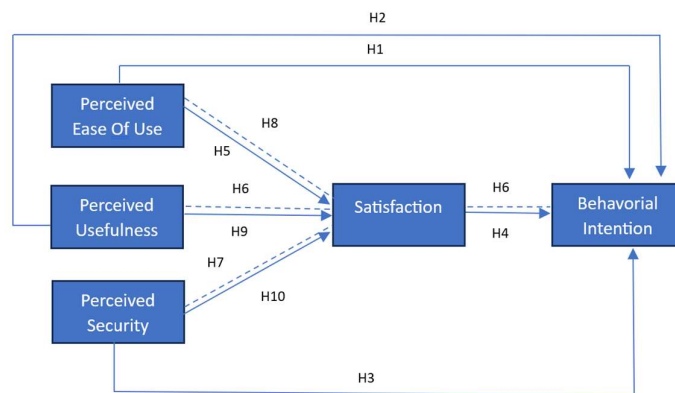 H2
H1
Perceived
Ease Of Use
H8
H5
H6
H6
Perceived
Usefulness
Satisfaction
Behavorial
Intention
H9
H4
H7
H10
Perceived
Security
H3